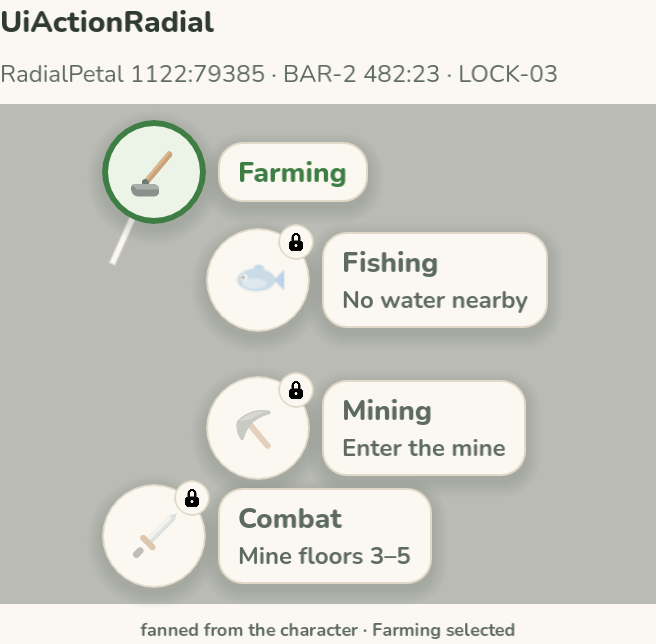 UiActionRadial
RadialPetal 1122:79385 · BAR-2 482:23 · LOCK-03
Farming
Fishing
No water nearby
Mining
Enter the mine
Combat
Mine floors 3–5
fanned from the character · Farming selected